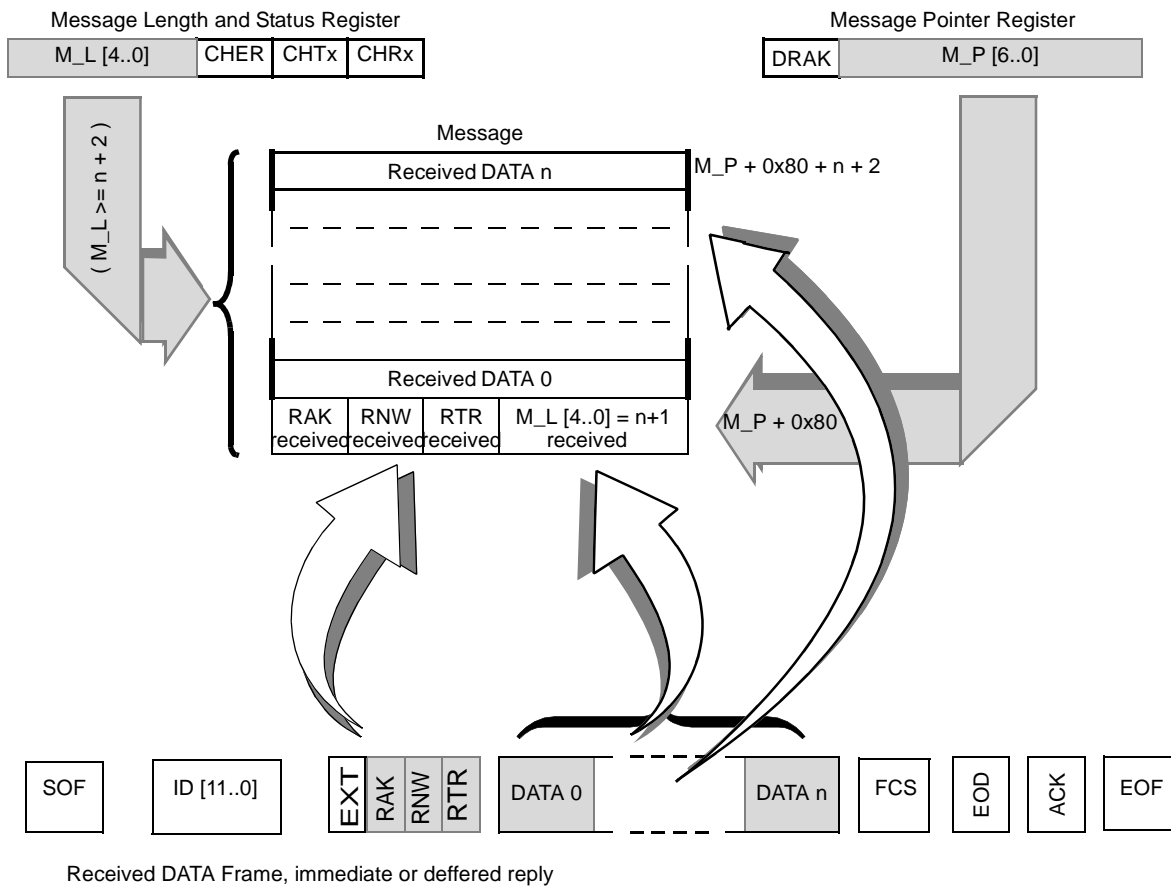 Message Length and Status Register
Message Pointer Register
M_L [4..0] CHER CHTx CHRx
DRAK M_P [6..0]
( M_L >= n + 2 )
Message
Received DATA n
M_P + 0x80 + n + 2
Received DATA 0
RAK RNW RTR M_L [4..0] = n+1
received received received received
M_P + 0x80
SOF ID [11..0] EXT RAK RNW RTR DATA 0 DATA n FCS EOD ACK EOF
Received DATA Frame, immediate or deffered reply